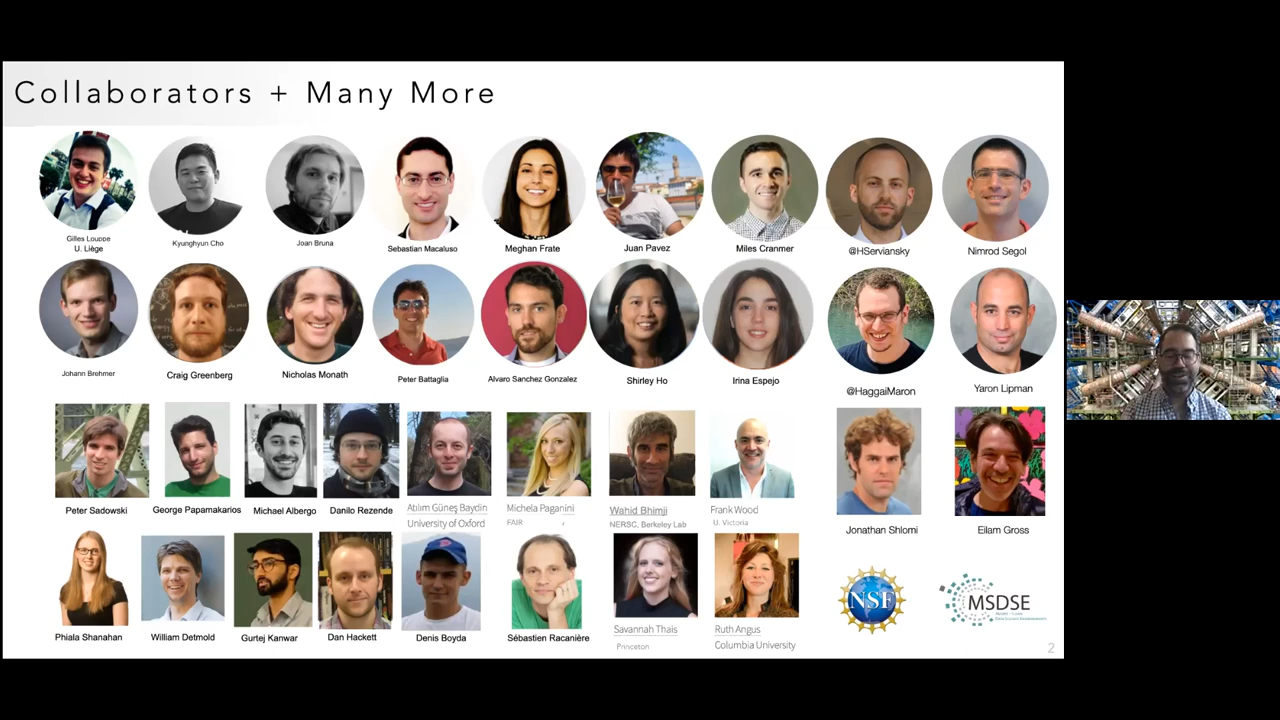 Collaborators + Many More
Gilles Louppe
U. Liège
Kyunghyun Cho
Joan Bruna
Sebastian Macaluso
Meghan Frate
Juan Pavez
Miles Cranmer
@HServiansky
Nimrod Segol
Johann Brehmer
Craig Greenberg
Nicholas Monath
Peter Battaglia
Alvaro Sanchez Gonzalez
Shirley Ho
Irina Espejo
@HaggaiMaron
Yaron Lipman
Peter Sadowski
George Papamakarios
Michael Albergo
Danilo Rezende
Atılım Güneş Baydin
University of Oxford
Michela Paganini
FAIR
Wahid Bhimji
NERSC, Berkeley Lab
Frank Wood
U. Victoria
Jonathan Shlomi
Eilam Gross
Phiala Shanahan
William Detmold
Gurtej Kanwar
Dan Hackett
Denis Boyda
Sébastien Racanière
Savannah Thais
Princeton
Ruth Angus
Columbia University
NSF
MSDSE
2